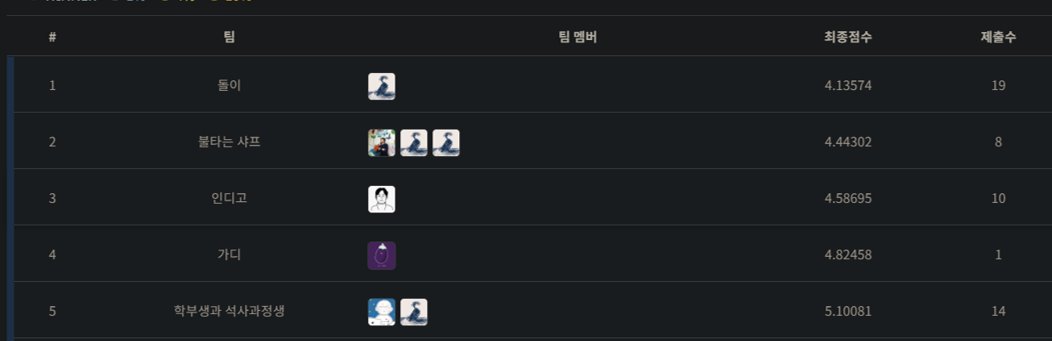 # 팀 팀 멤버 최종점수 제출수
1 돌이 4.13574 19
2 불타는 샤프 4.44302 8
3 인디고 4.58695 10
4 가디 4.82458 1
5 학부생과 석사과정생 5.10081 14